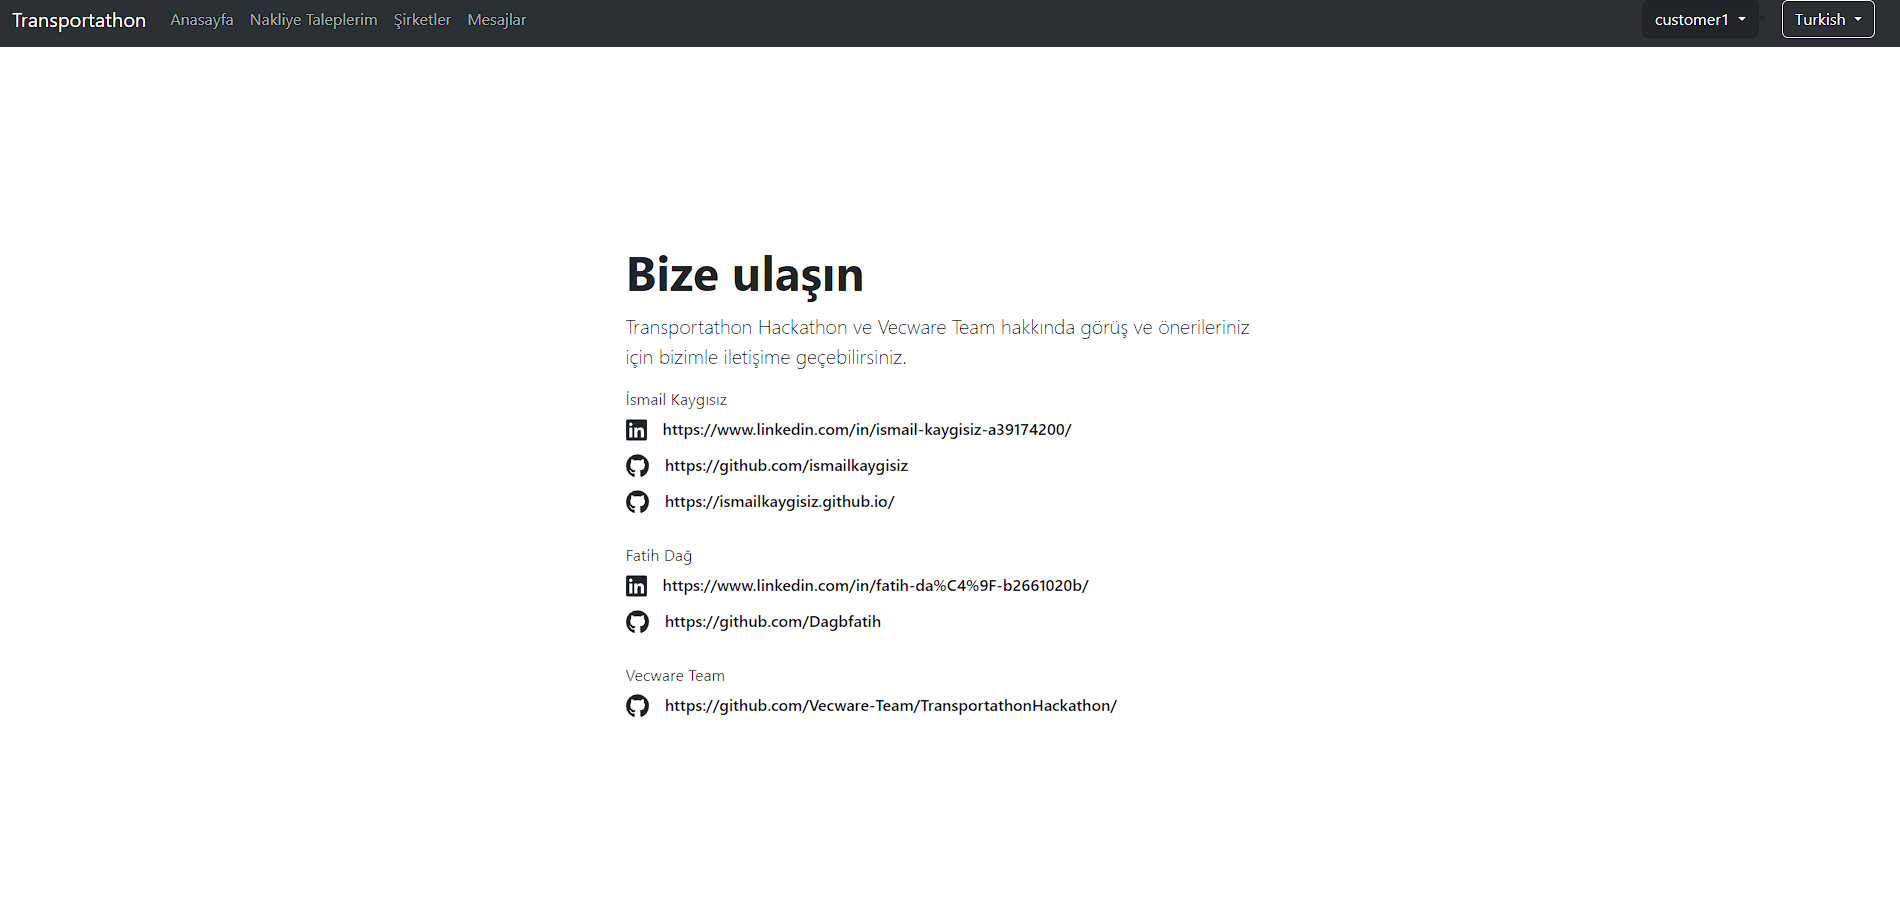 Transportathon Anasayfa Nakliye Taleplerim Şirketler Mesajlar customer1 Turkish
Bize ulaşın
Transportathon Hackathon ve Vecware Team hakkında görüş ve önerileriniz
için bizimle iletişime geçebilirsiniz.
İsmail Kaygısız
https://www.linkedin.com/in/ismail-kaygisiz-a39174200/
https://github.com/ismailkaygisiz
https://ismailkaygisiz.github.io/
Fatih Dağ
https://www.linkedin.com/in/fatih-da%C4%9F-b2661020b/
https://github.com/Dagbfatih
Vecware Team
https://github.com/Vecware-Team/TransportathonHackathon/